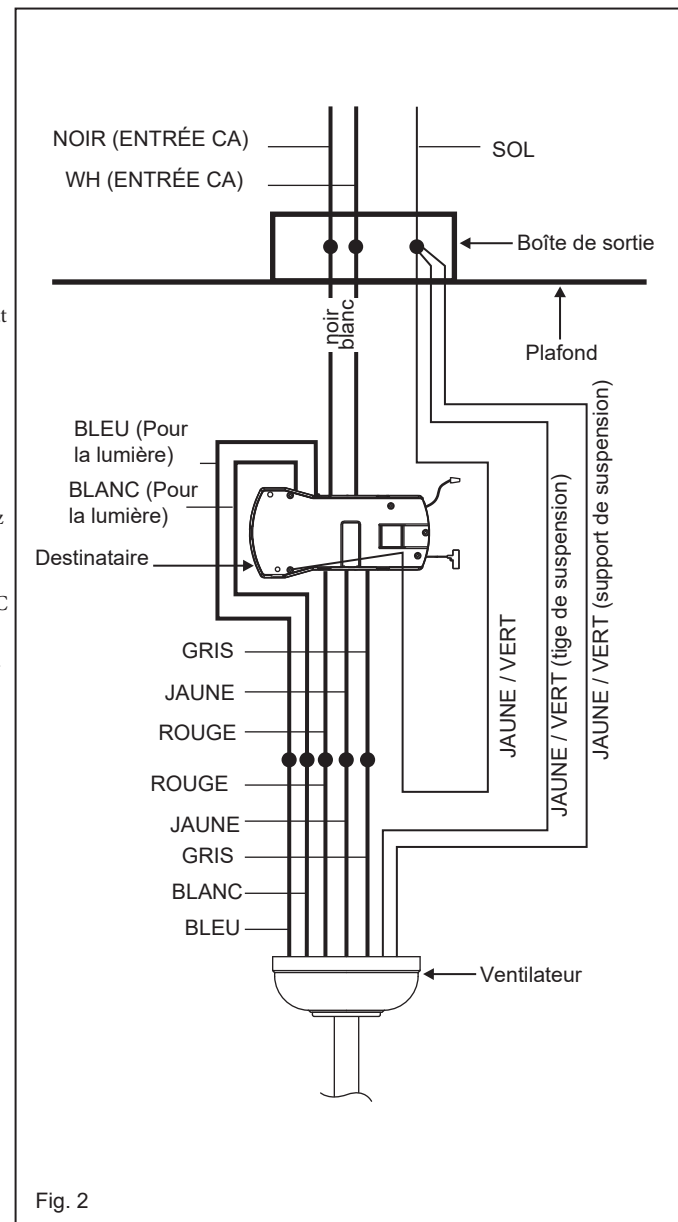 NOIR (ENTRÉE CA)
WH (ENTRÉE CA)
SOL
Boîte de sortie
Plafond
noir
blanc
BLEU (Pour
la lumière)
BLANC (Pour
la lumière)
Destinataire
GRIS
JAUNE
ROUGE
ROUGE
JAUNE
GRIS
BLANC
BLEU
JAUNE / VERT
JAUNE / VERT (tige de suspension)
JAUNE / VERT (support de suspension)
Ventilateur
Fig. 2